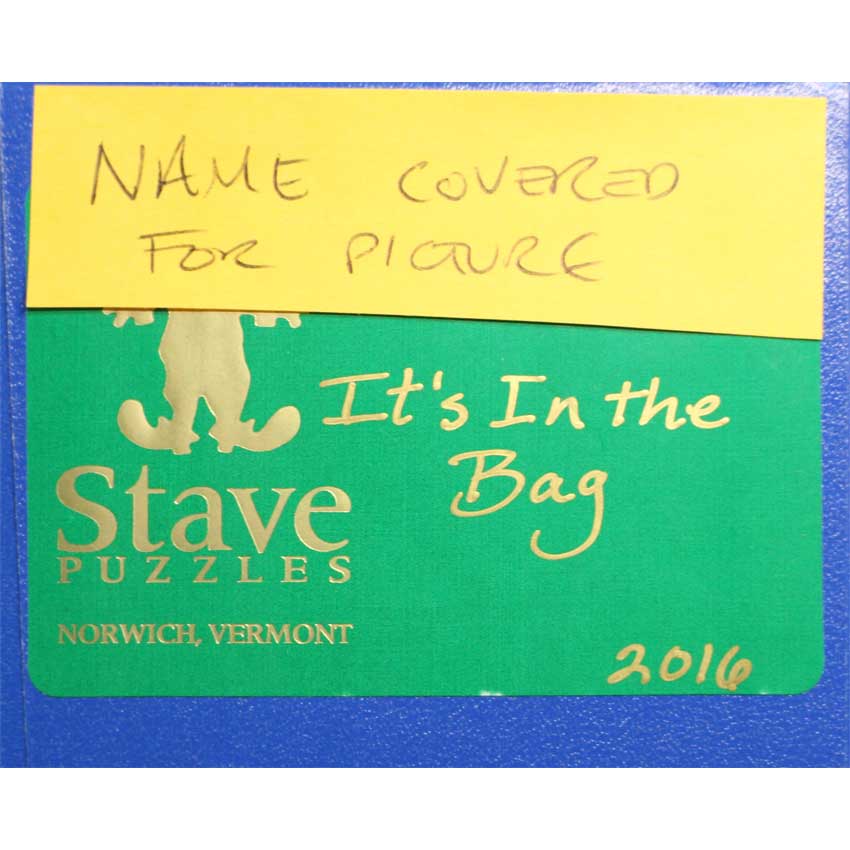 NAME COVERED
FOR PICTURE
It's In the
Bag
Stave
PUZZLES
NORWICH, VERMONT
2016